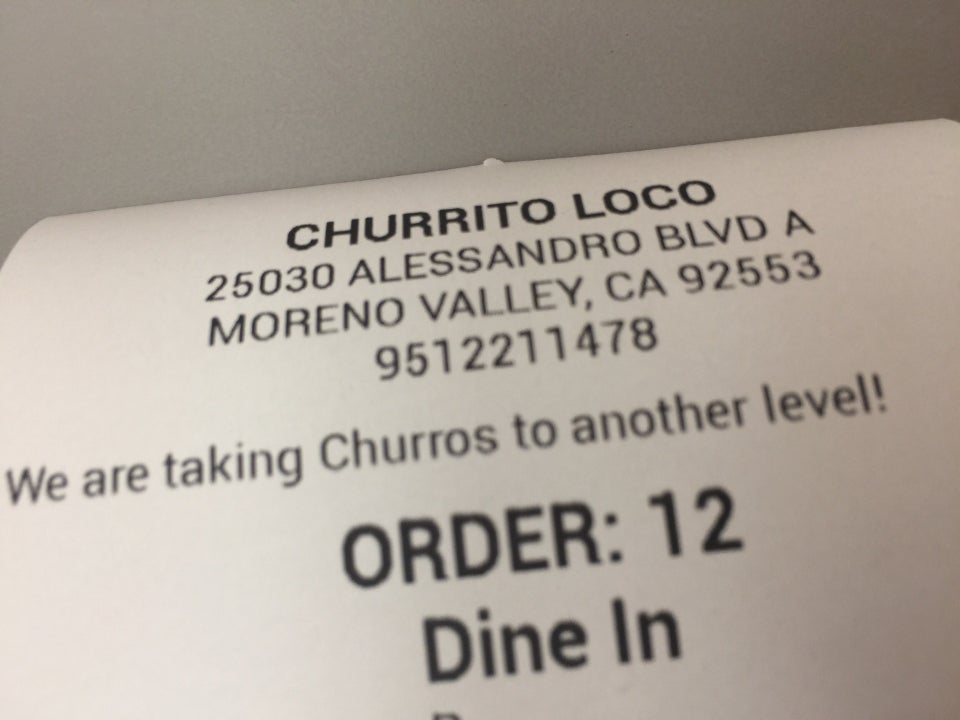 CHURRITO LOCO
25030 ALESSANDRO BLVD A
MORENO VALLEY, CA 92553
9512211478
We are taking Churros to another level!
ORDER: 12
Dine In